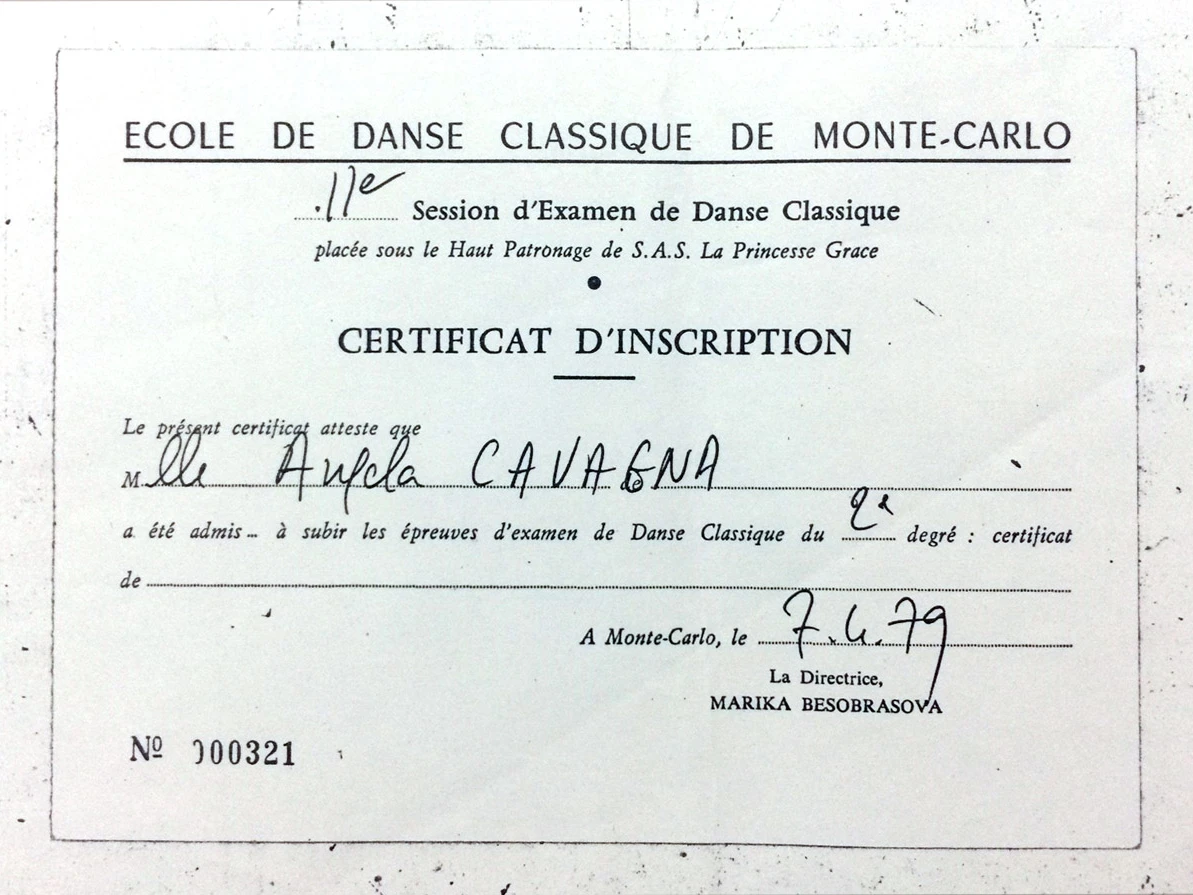 ECOLE DE DANSE CLASSIQUE DE MONTE-CARLO
11e Session d'Examen de Danse Classique
placée sous le Haut Patronage de S.A.S. La Princesse Grace
CERTIFICAT D'INSCRIPTION
Le présent certificat atteste que
Mlle Angela CAVAGNA
a été admis... à subir les épreuves d'examen de Danse Classique du 2e degré : certificat
de
A Monte-Carlo, le 7.4.79
La Directrice,
MARIKA BESOBRASOVA
Nº 000321